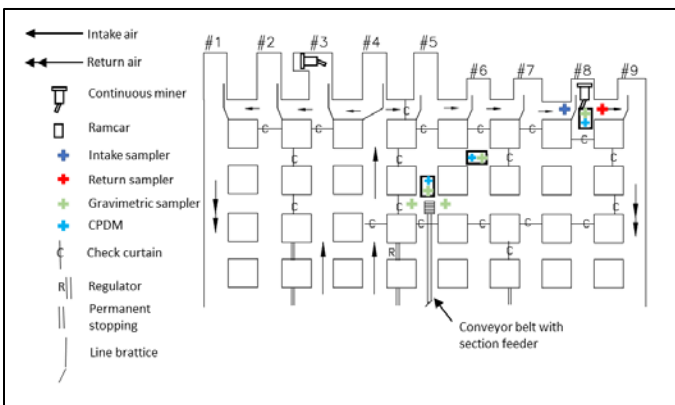 Intake air
Return air
Continuous miner
Ramcar
Intake sampler
Return sampler
Gravimetric sampler
CPDM
C Check curtain
R Regulator
Permanent
stopping
Line brattice
#1 #2 #3 #4 #5
#6 #7 #8 #9
C
C C C C
C C C
C C C
C C C C C
R C
Conveyor belt with
section feeder